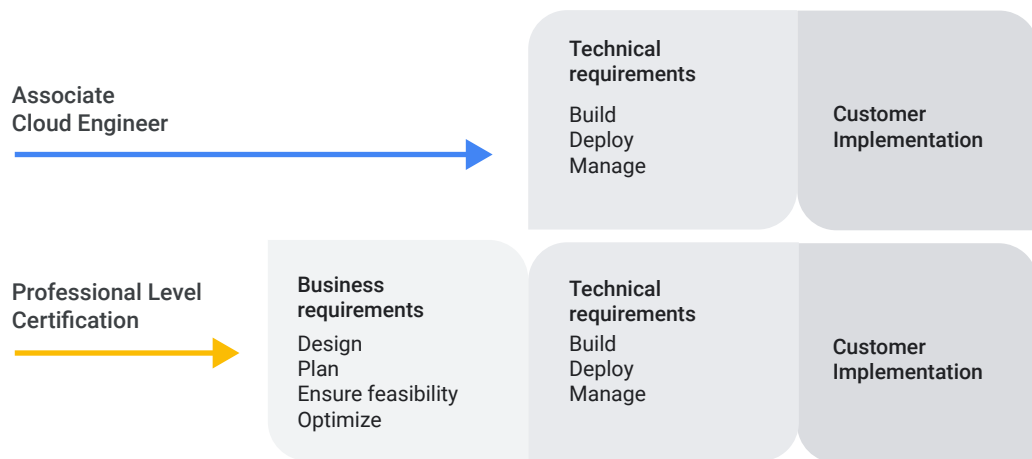 Associate
Cloud Engineer
Technical
requirements
Build
Deploy
Manage
Customer
Implementation
Professional Level
Certification
Business
requirements
Design
Plan
Ensure feasibility
Optimize
Technical
requirements
Build
Deploy
Manage
Customer
Implementation